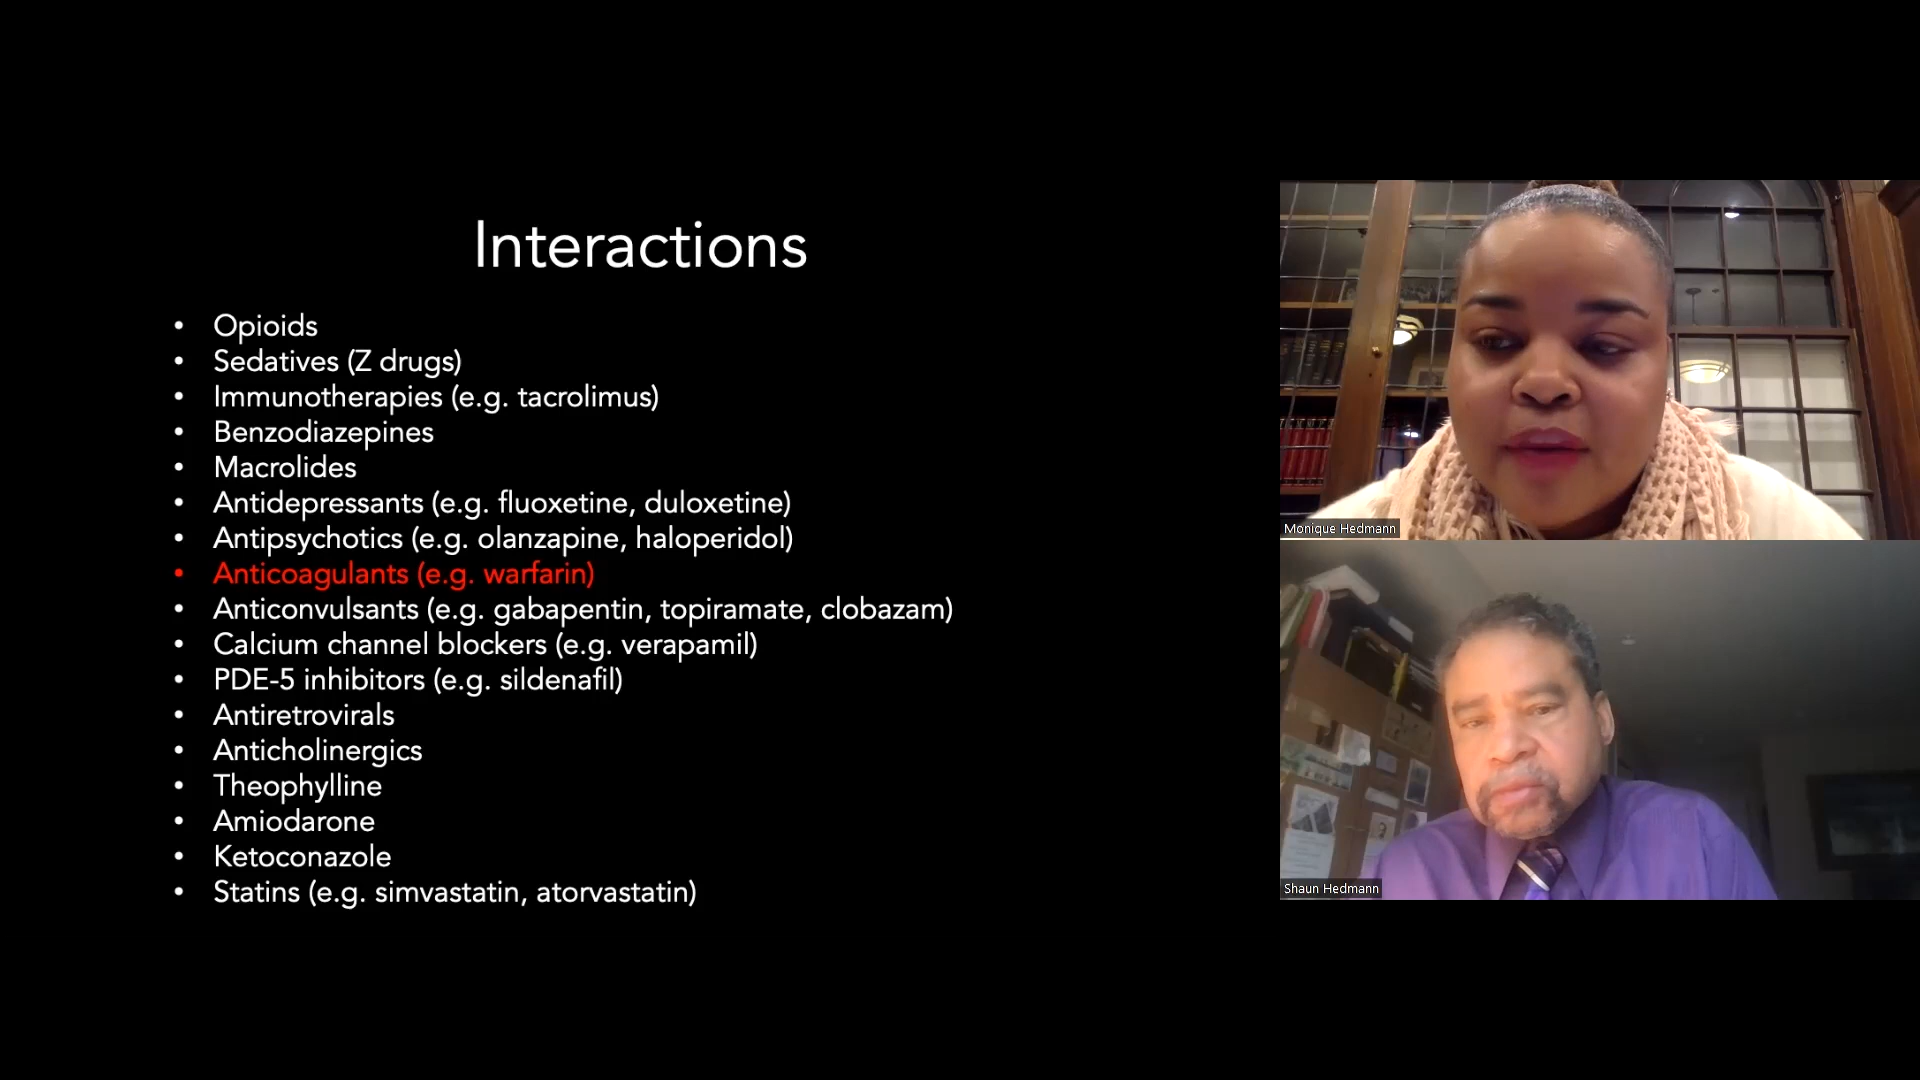 Interactions
• Opioids
• Sedatives (Z drugs)
• Immunotherapies (e.g. tacrolimus)
• Benzodiazepines
• Macrolides
• Antidepressants (e.g. fluoxetine, duloxetine)
• Antipsychotics (e.g. olanzapine, haloperidol)
• Anticoagulants (e.g. warfarin)
• Anticonvulsants (e.g. gabapentin, topiramate, clobazam)
• Calcium channel blockers (e.g. verapamil)
• PDE-5 inhibitors (e.g. sildenafil)
• Antiretrovirals
• Anticholinergics
• Theophylline
• Amiodarone
• Ketoconazole
• Statins (e.g. simvastatin, atorvastatin)
Monique Hedmann
Shaun Hedmann